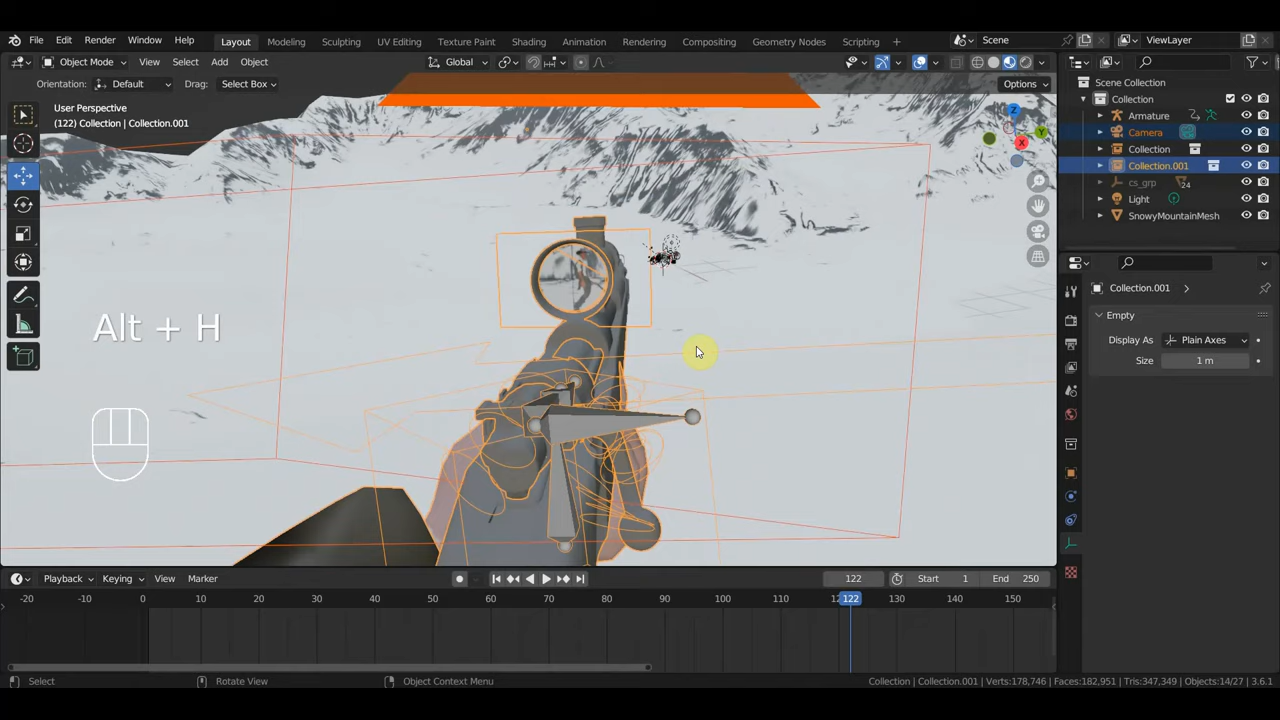 File Edit Render Window Help Layout Modeling Sculpting UV Editing Texture Paint Shading Animation Rendering Compositing Geometry Nodes Scripting + Scene ViewLayer
Object Mode View Select Add Object Global
Orientation: Default Drag: Select Box Options
User Perspective
(122) Collection | Collection.001
X
Y
Z
Alt + H
Scene Collection
Collection
Armature
Camera
Collection
Collection.001
cs_grp 24
Light
SnowyMountainMesh
Collection.001
Empty
Display As Plain Axes
Size 1 m
Playback Keying View Marker 122 Start 1 End 250
-20 -10 0 10 20 30 40 50 60 70 80 90 100 110 122 130 140 150
Select Rotate View Object Context Menu Collection | Collection.001 | Verts:178,746 | Faces:182,951 | Tris:347,349 | Objects:14/27 | 3.6.1